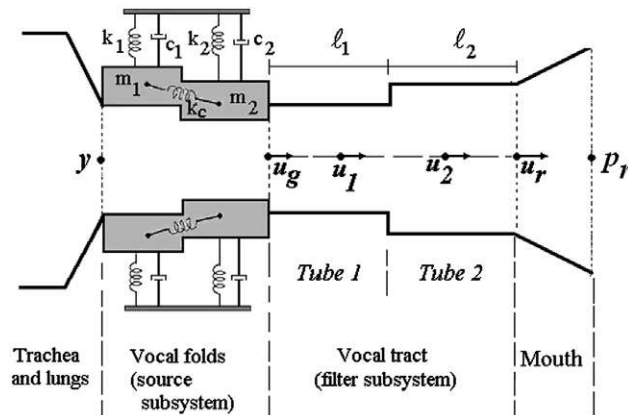 k1 c1 k2 c2 ℓ1 ℓ2
m1 kc m2
y ug u1 u2 ur pr
Tube 1 Tube 2
Trachea and lungs
Vocal folds (source subsystem)
Vocal tract (filter subsystem)
Mouth